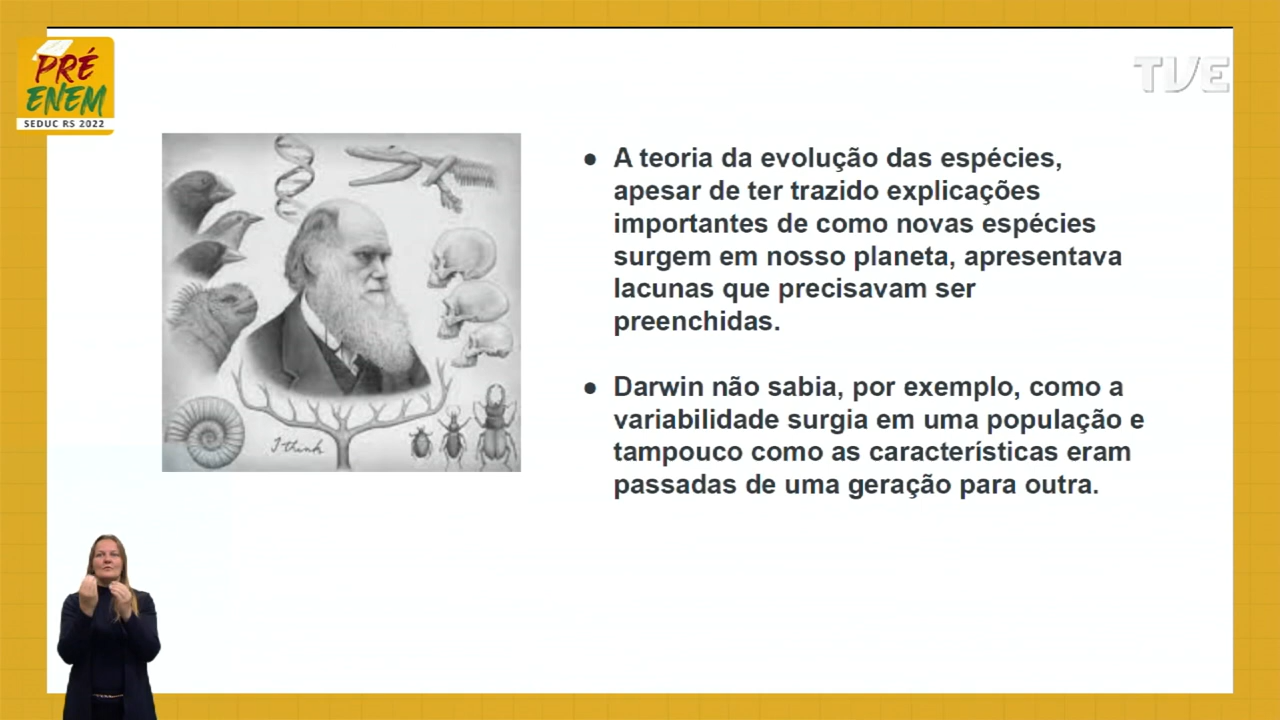 PRÉ
ENEM
SEDUC RS 2022
TVE
● A teoria da evolução das espécies,
apesar de ter trazido explicações
importantes de como novas espécies
surgem em nosso planeta, apresentava
lacunas que precisavam ser
preenchidas.
● Darwin não sabia, por exemplo, como a
variabilidade surgia em uma população e
tampouco como as características eram
passadas de uma geração para outra.
I think